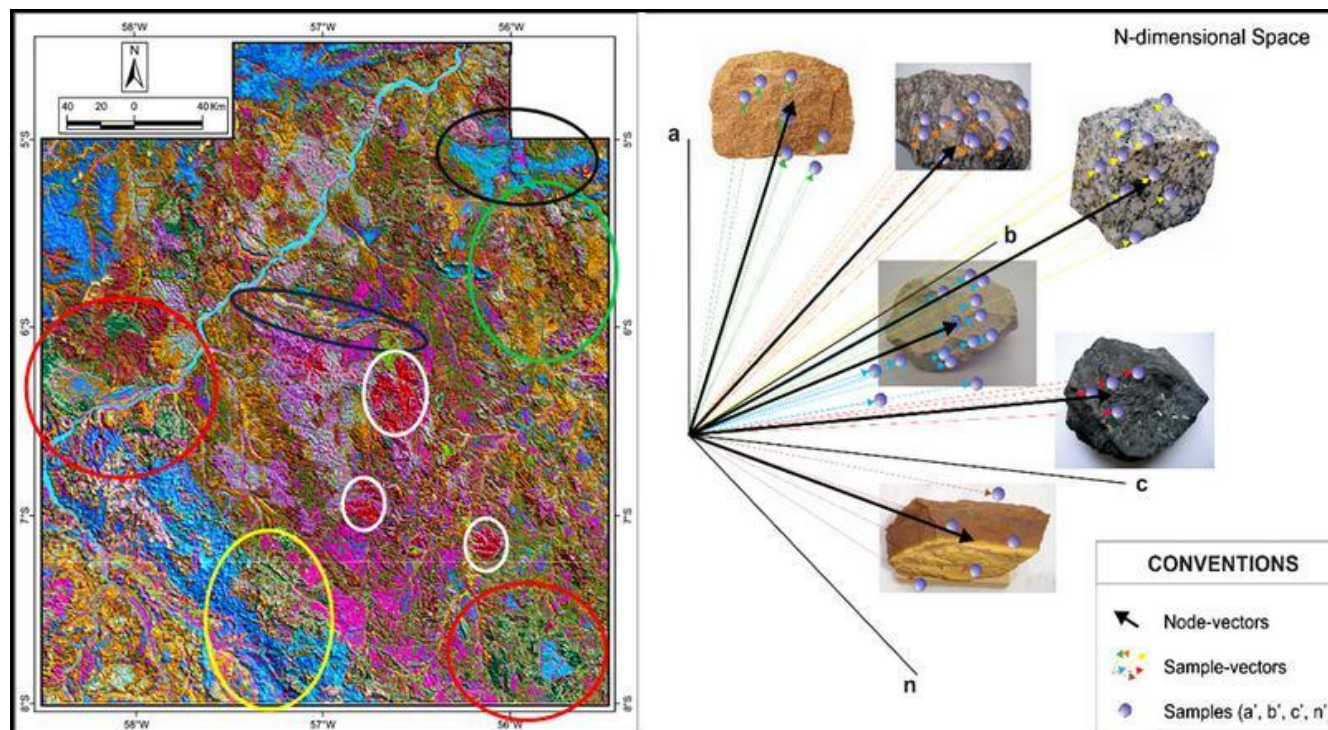 58°W
57°W
56°W
N
40
20
0
40 Km
5°S
5°S
6°S
6°S
7°S
7°S
8°S
8°S
58°W
57°W
56°W
N-dimensional Space
a
b
c
n
CONVENTIONS
Node-vectors
Sample-vectors
Samples (a', b', c', n'